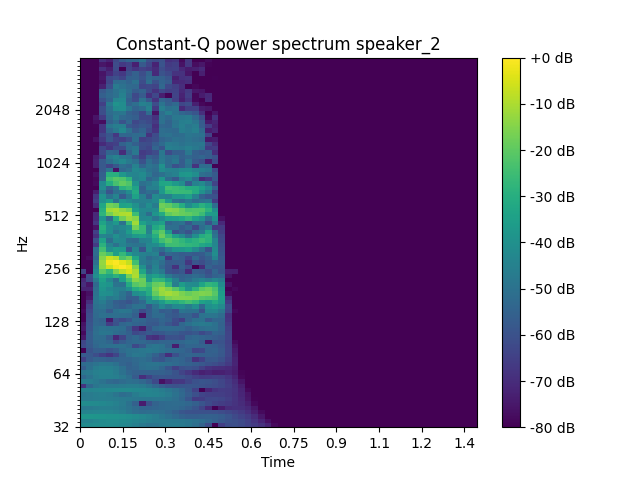 Constant-Q power spectrum speaker_2
Hz
2048
1024
512
256
128
64
32
0 0.15 0.3 0.45 0.6 0.75 0.9 1.1 1.2 1.4
Time
+0 dB
-10 dB
-20 dB
-30 dB
-40 dB
-50 dB
-60 dB
-70 dB
-80 dB